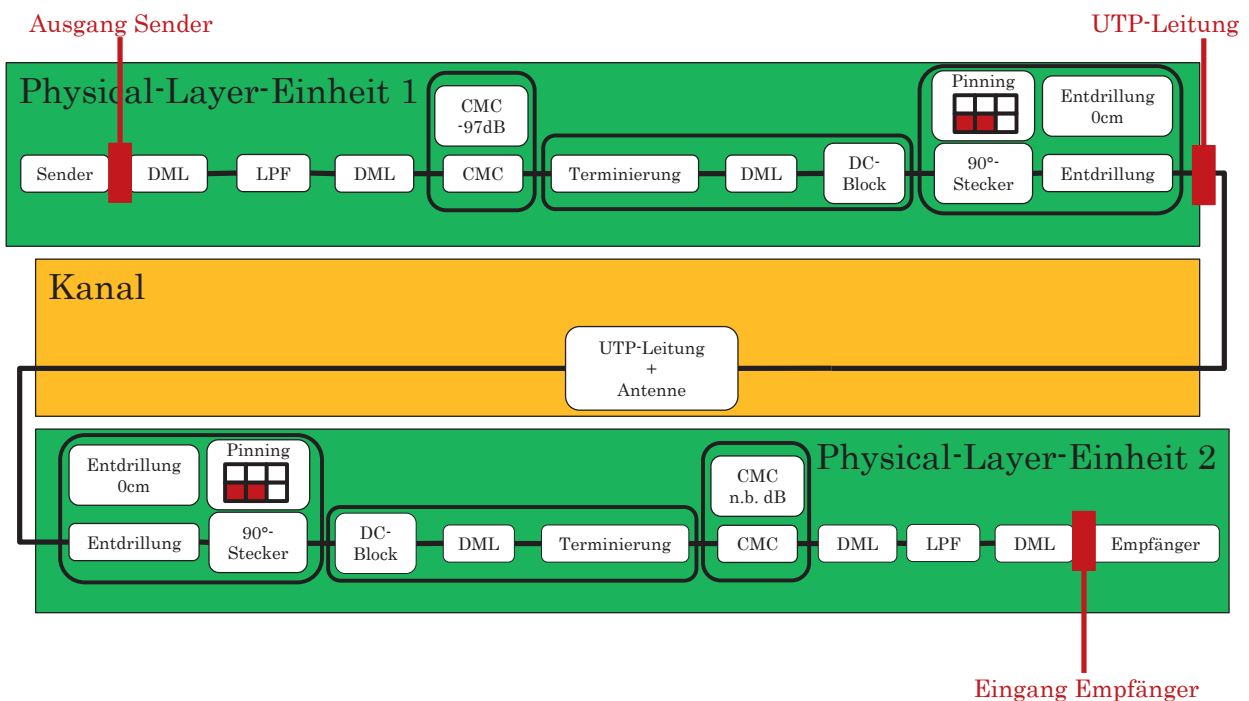 Ausgang Sender
UTP-Leitung
Physical-Layer-Einheit 1
CMC
-97dB
Pinning
Entdrillung
0cm
Sender
DML
LPF
DML
CMC
Terminierung
DML
DC-
Block
90°-
Stecker
Entdrillung
Kanal
UTP-Leitung
+
Antenne
Physical-Layer-Einheit 2
Entdrillung
0cm
Pinning
CMC
n.b. dB
Entdrillung
90°-
Stecker
DC-
Block
DML
Terminierung
CMC
DML
LPF
DML
Empfänger
Eingang Empfänger